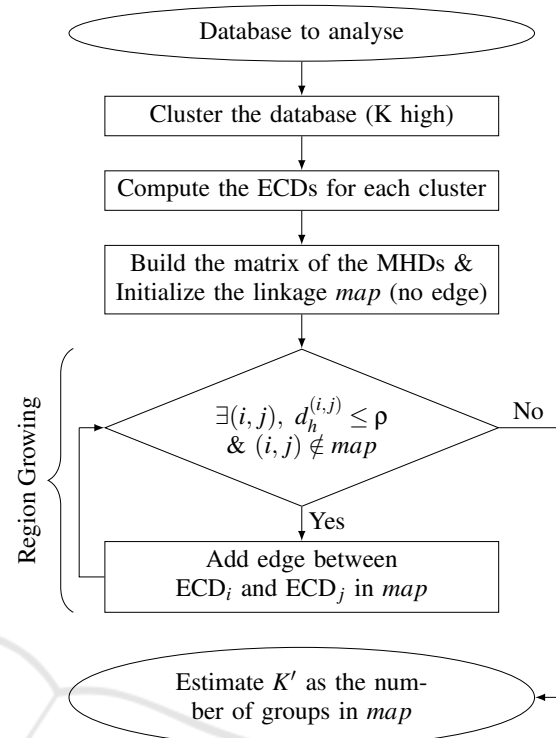 Database to analyse
Cluster the database (K high)
Compute the ECDs for each cluster
Build the matrix of the MHDs &
Initialize the linkage map (no edge)
Region Growing
∃(i, j), d_h^{(i,j)} ≤ ρ
& (i, j) ∉ map
No
Yes
Add edge between
ECD_i and ECD_j in map
Estimate K′ as the num-
ber of groups in map